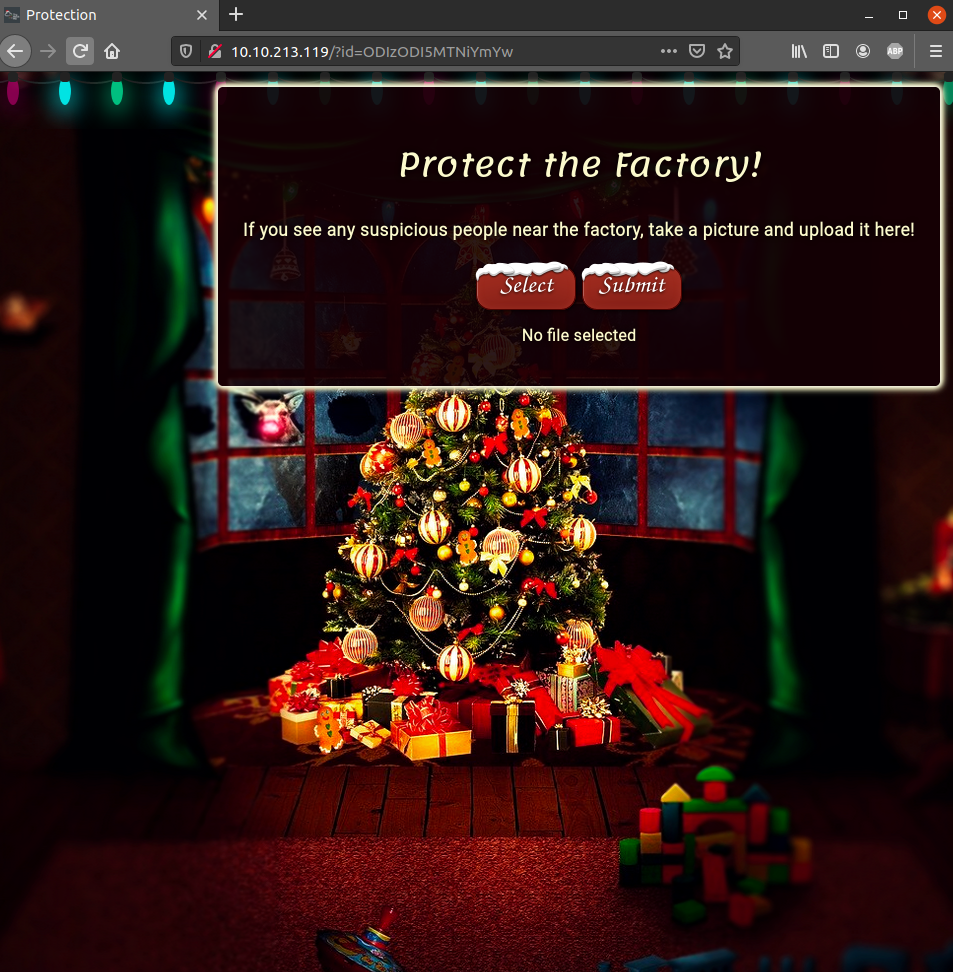 Protection
10.10.213.119/?id=ODIzODI5MTNiYmYw
ABP
Protect the Factory!
If you see any suspicious people near the factory, take a picture and upload it here!
Select Submit
No file selected